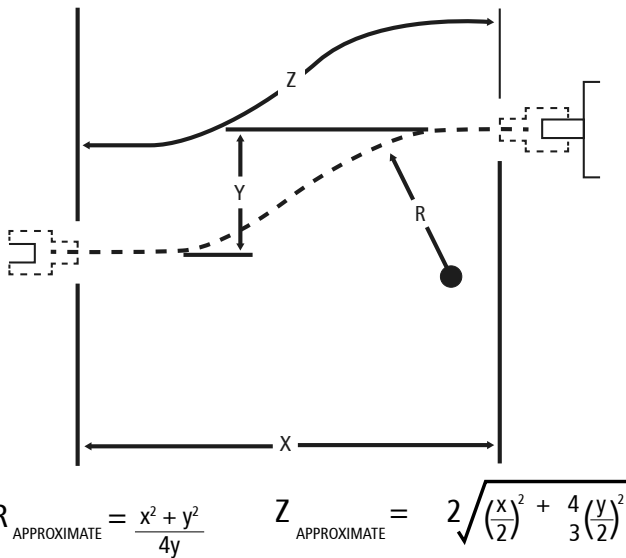 Z
Y
R
X
R APPROXIMATE = x² + y² / 4y Z APPROXIMATE = 2√(x/2)² + 4/3 (y/2)²